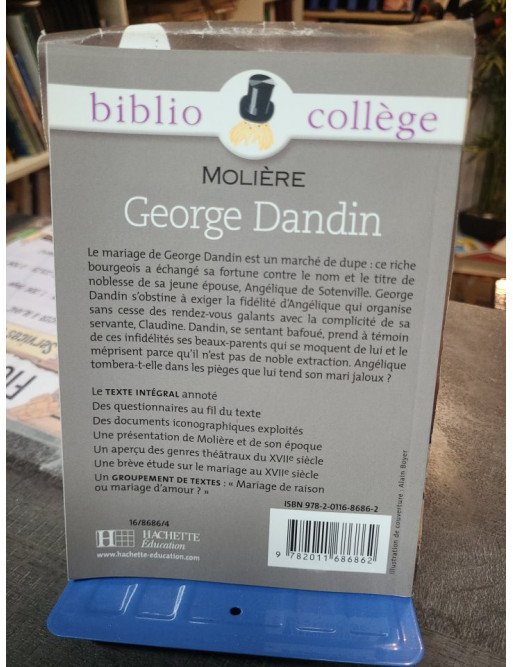 biblio collège
MOLIÈRE
George Dandin
Le mariage de George Dandin est un marché de dupe : ce riche
bourgeois a échangé sa fortune contre le nom et le titre de
noblesse de sa jeune épouse, Angélique de Sotenville. George
Dandin s'obstine à exiger la fidélité d'Angélique qui organise
sans cesse des rendez-vous galants avec la complicité de sa
servante, Claudine. Dandin, se sentant bafoué, prend à témoin
de ces infidélités ses beaux-parents qui se moquent de lui et le
méprisent parce qu'il n'est pas de noble extraction. Angélique
tombera-t-elle dans les pièges que lui tend son mari jaloux ?
Le TEXTE INTÉGRAL annoté
Des questionnaires au fil du texte
Des documents iconographiques exploités
Une présentation de Molière et de son époque
Un aperçu des genres théâtraux du XVIIe siècle
Une brève étude sur le mariage au XVIIe siècle
Un GROUPEMENT DE TEXTES : « Mariage de raison
ou mariage d'amour ? »
ISBN 978-2-0116-8686-2
16/8686/4
HACHETTE
Éducation
www.hachette-education.com
9 782011 686862
Illustration de couverture : Alain Boyer
Services